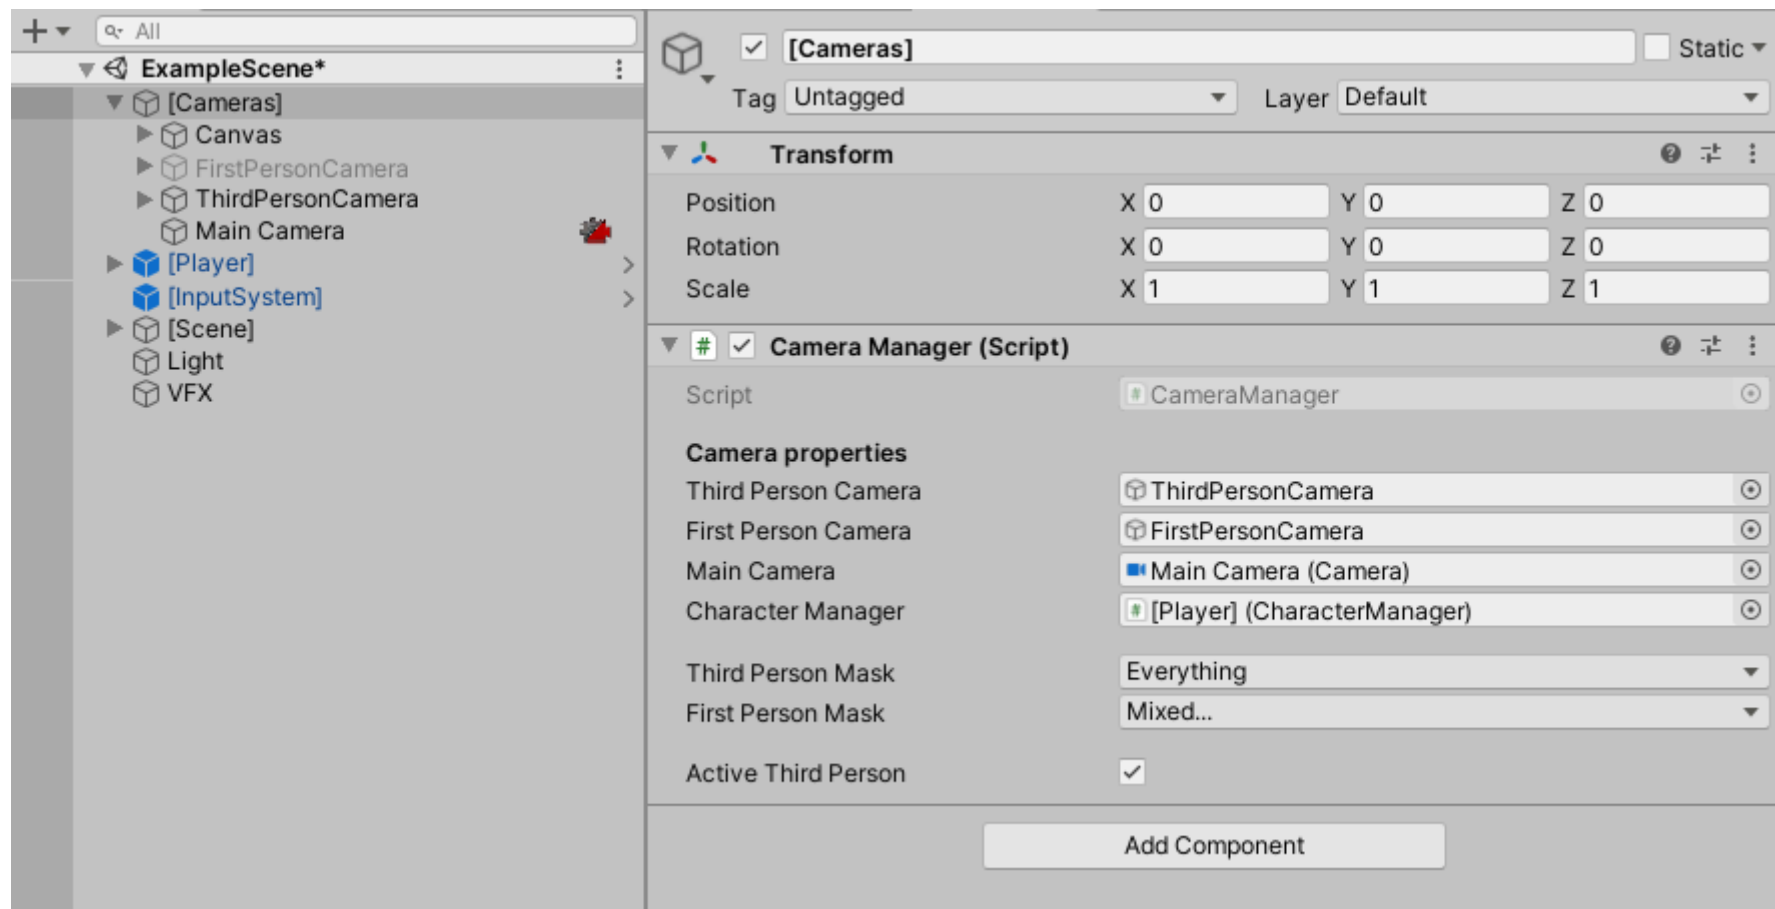 All
ExampleScene*
[Cameras]
Canvas
FirstPersonCamera
ThirdPersonCamera
Main Camera
[Player]
[InputSystem]
[Scene]
Light
VFX
[Cameras] Static
Tag Untagged Layer Default
Transform
Position X 0 Y 0 Z 0
Rotation X 0 Y 0 Z 0
Scale X 1 Y 1 Z 1
# Camera Manager (Script)
Script # CameraManager
Camera properties
Third Person Camera ThirdPersonCamera
First Person Camera FirstPersonCamera
Main Camera Main Camera (Camera)
Character Manager # [Player] (CharacterManager)
Third Person Mask Everything
First Person Mask Mixed...
Active Third Person
Add Component